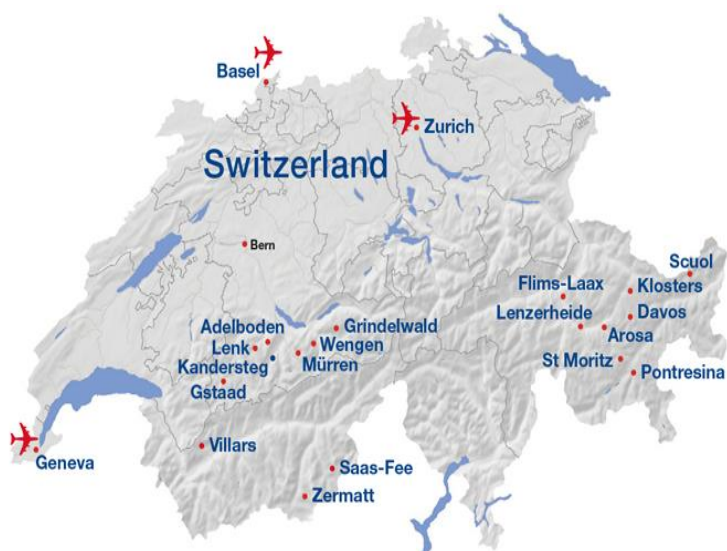 Basel
Zurich
Switzerland
Bern
Scuol
Flims-Laax
Klosters
Lenzerheide
Davos
Arosa
Adelboden
Grindelwald
Lenk
Wengen
Kandersteg
Mürren
St Moritz
Pontresina
Gstaad
Villars
Geneva
Saas-Fee
Zermatt